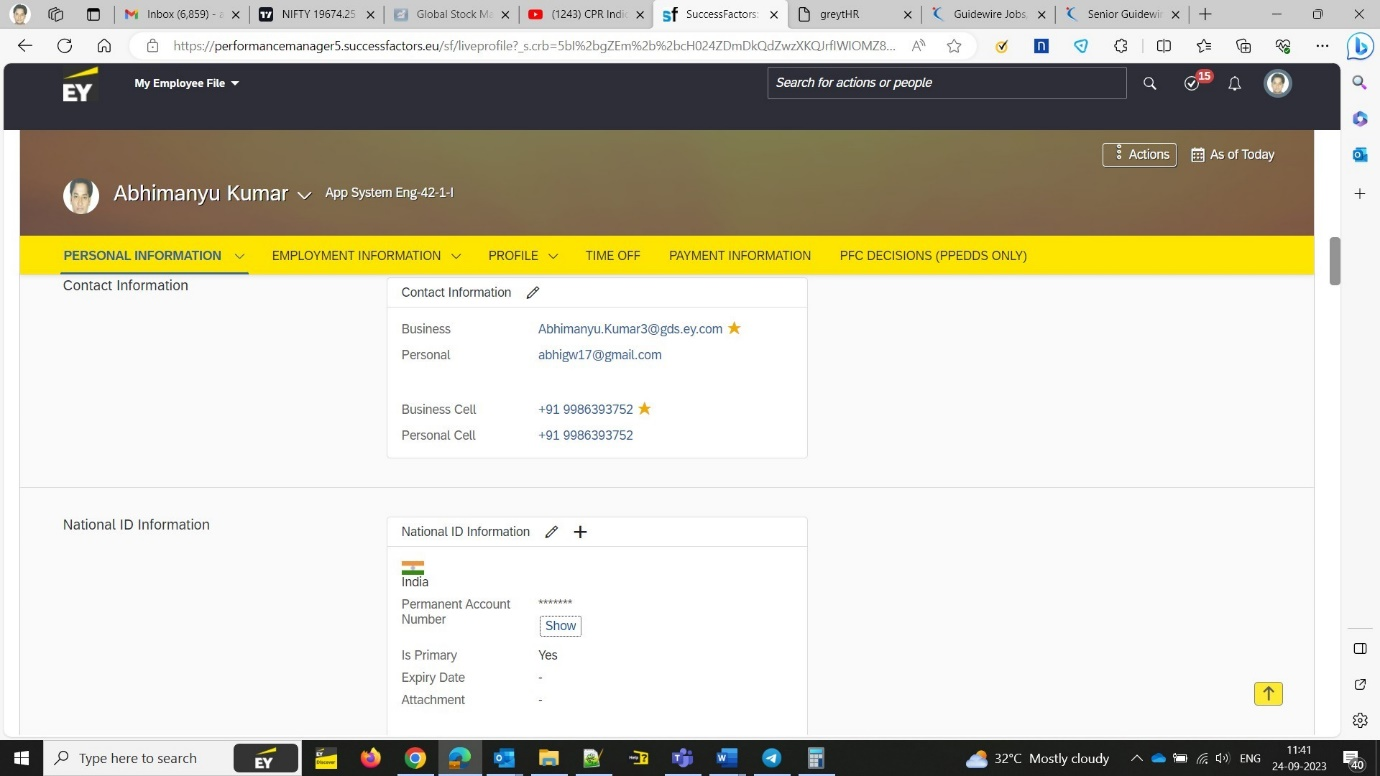 Inbox (6,859) - a
NIFTY 19674.25
Global Stock Ma
(1243) CPR Indic
sf SuccessFactors:
greytHR
Guidewire Jobs,
Senior Guidewir
https://performancemanager5.successfactors.eu/sf/liveprofile?_s.crb=5bl%2bgZEm%2b%2bcH024ZDmDkQdZwzXKQJrflWIOMZ8...
EY
My Employee File
Search for actions or people
15
Actions
As of Today
Abhimanyu Kumar
App System Eng-42-1-I
PERSONAL INFORMATION
EMPLOYMENT INFORMATION
PROFILE
TIME OFF
PAYMENT INFORMATION
PFC DECISIONS (PPEDDS ONLY)
Contact Information
Contact Information
Business Abhimanyu.Kumar3@gds.ey.com
Personal abhigw17@gmail.com
Business Cell +91 9986393752
Personal Cell +91 9986393752
National ID Information
National ID Information
India
Permanent Account *******
Number
Show
Is Primary Yes
Expiry Date -
Attachment -
Type here to search
EY
32°C Mostly cloudy
ENG
11:41
24-09-2023
40